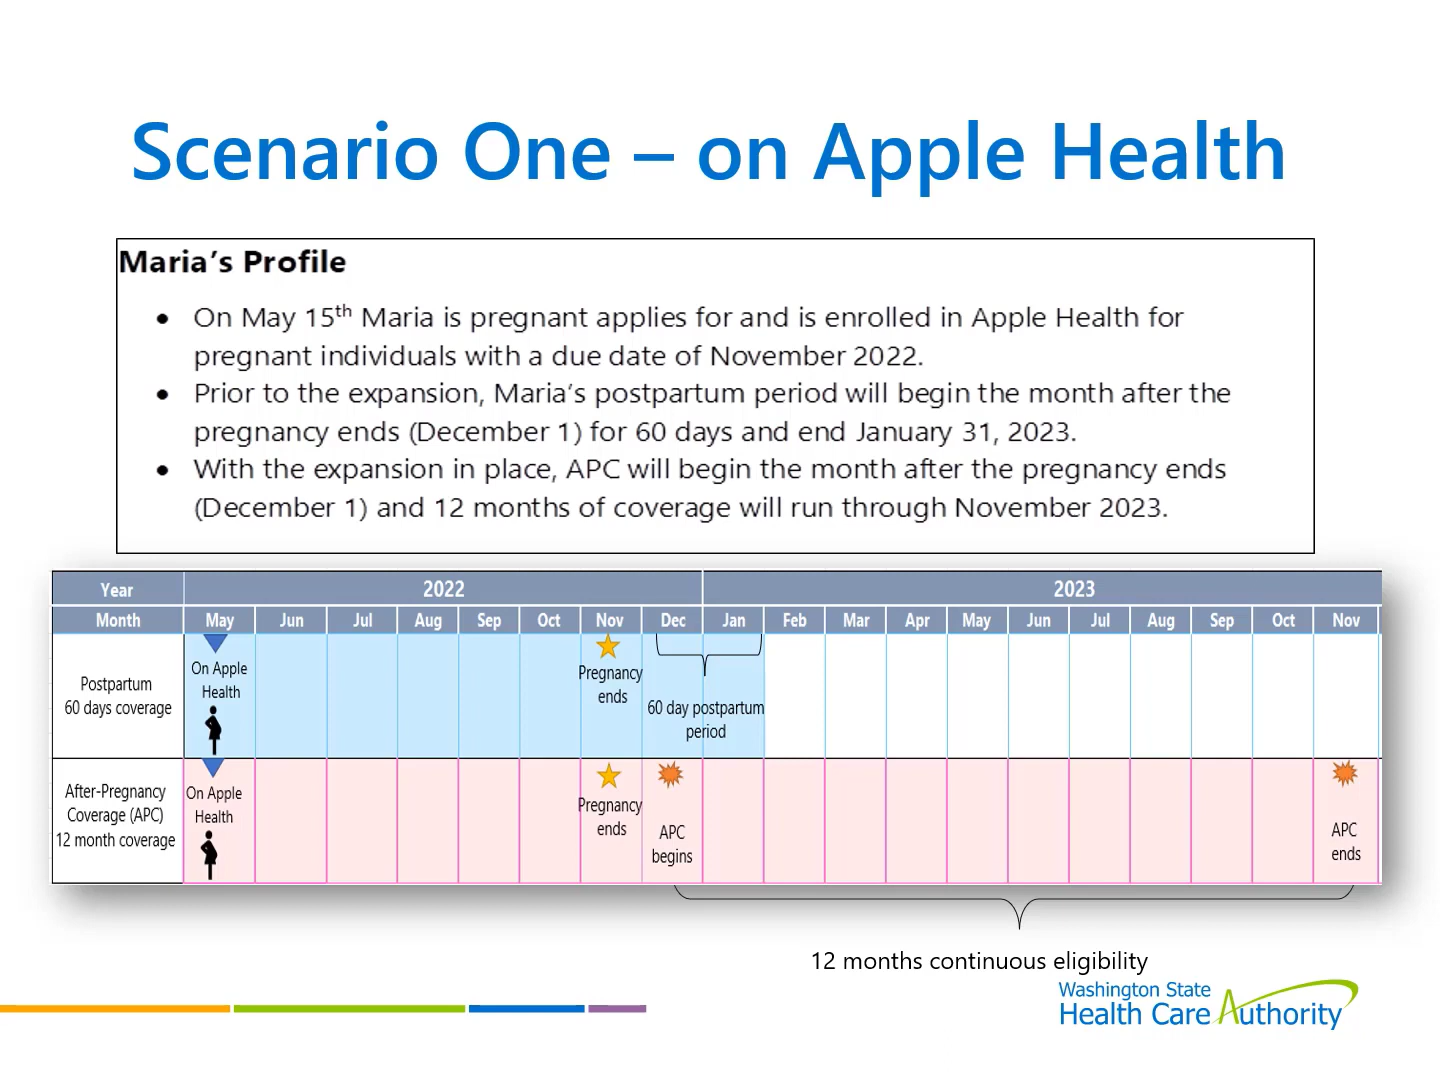 Scenario One – on Apple Health
Maria’s Profile
• On May 15th Maria is pregnant applies for and is enrolled in Apple Health for
pregnant individuals with a due date of November 2022.
• Prior to the expansion, Maria’s postpartum period will begin the month after the
pregnancy ends (December 1) for 60 days and end January 31, 2023.
• With the expansion in place, APC will begin the month after the pregnancy ends
(December 1) and 12 months of coverage will run through November 2023.
Year 2022 2023
Month May Jun Jul Aug Sep Oct Nov Dec Jan Feb Mar Apr May Jun Jul Aug Sep Oct Nov
Postpartum
60 days coverage
On Apple
Health
Pregnancy
ends
60 day postpartum
period
After-Pregnancy
Coverage (APC)
12 month coverage
On Apple
Health
Pregnancy
ends
APC
begins
APC
ends
12 months continuous eligibility
Washington State
Health Care Authority